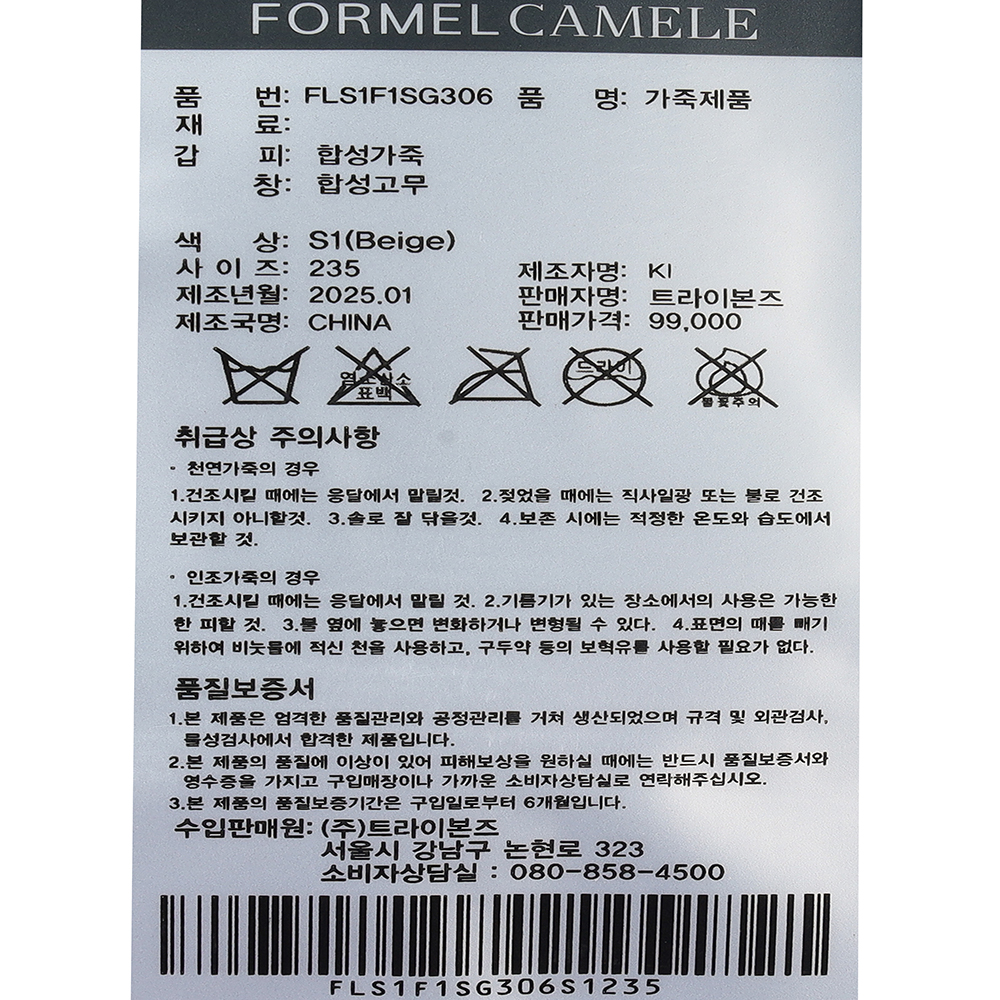 FORMEL CAMELE
품 번: FLS1F1SG306 품 명: 가죽제품
재 료:
갑 피: 합성가죽
창: 합성고무
색 상: S1(Beige)
사 이 즈: 235 제조자명: KI
제조년월: 2025.01 판매자명: 트라이본즈
제조국명: CHINA 판매가격: 99,000
염소산소 드라이
표백 불꽃주의
취급상 주의사항
· 천연가죽의 경우
1.건조시킬 때에는 응달에서 말릴것. 2.젖었을 때에는 직사일광 또는 불로 건조
시키지 아니할것. 3.솔로 잘 닦을것. 4.보존 시에는 적정한 온도와 습도에서
보관할 것.
· 인조가죽의 경우
1.건조시킬 때에는 응달에서 말릴 것. 2.기름기가 있는 장소에서의 사용은 가능한
한 피할 것. 3.불 옆에 놓으면 변화하거나 변형될 수 있다. 4.표면의 때를 빼기
위하여 비눗물에 적신 천을 사용하고, 구두약 등의 보혁유를 사용할 필요가 없다.
품질보증서
1.본 제품은 엄격한 품질관리와 공정관리를 거쳐 생산되었으며 규격 및 외관검사,
물성검사에서 합격한 제품입니다.
2.본 제품의 품질에 이상이 있어 피해보상을 원하실 때에는 반드시 품질보증서와
영수증을 가지고 구입매장이나 가까운 소비자상담실로 연락해주십시오.
3.본 제품의 품질보증기간은 구입일로부터 6개월입니다.
수입판매원: (주)트라이본즈
서울시 강남구 논현로 323
소비자상담실 : 080-858-4500
FLS1F1SG306S1235